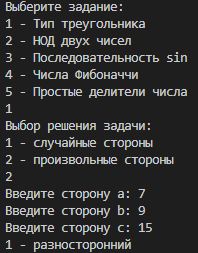 Выберите задание:
1 - Тип треугольника
2 - НОД двух чисел
3 - Последовательность sin
4 - Числа Фибоначчи
5 - Простые делители числа
1
Выбор решения задачи:
1 - случайные стороны
2 - произвольные стороны
2
Введите сторону a: 7
Введите сторону b: 9
Введите сторону c: 15
1 - разносторонний